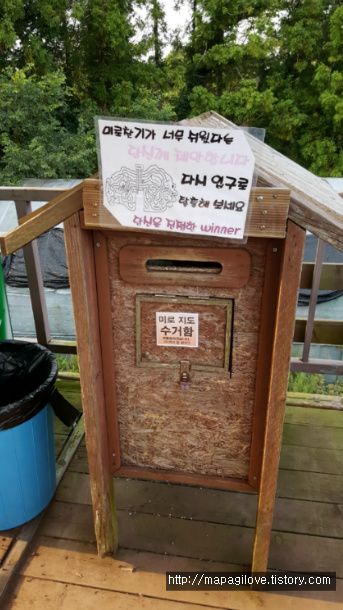 미로찾기가 너무 쉬웠다는
당신께 제안합니다
다시 입구로
출발해 보세요
당신은 진정한 winner
미로 지도
수거함
http://mapagilove.tistory.com